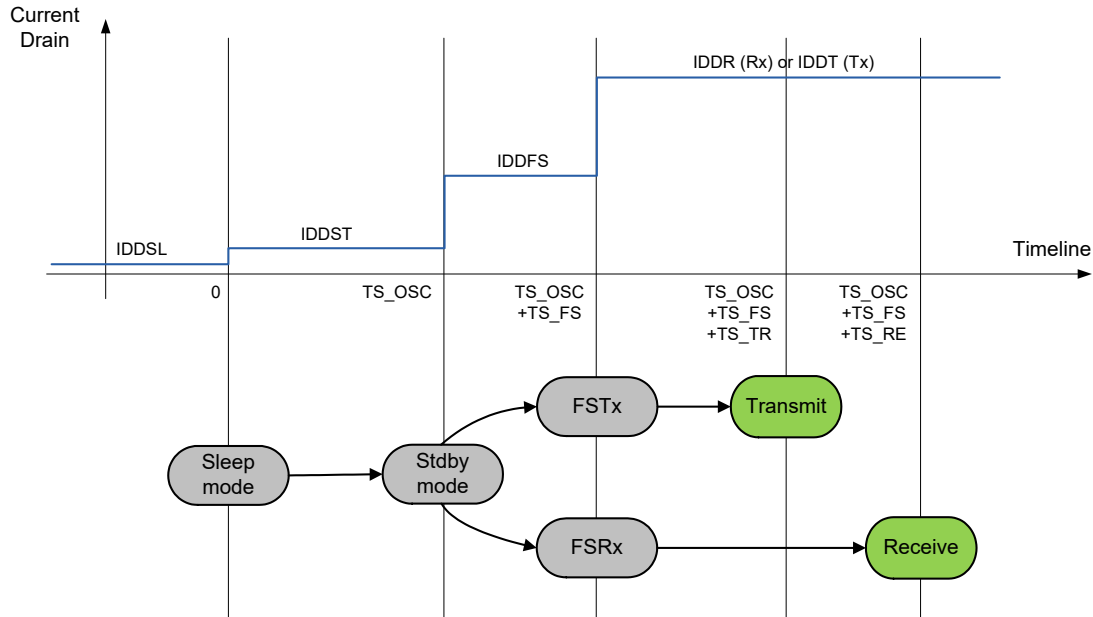 Current
Drain
IDDR (Rx) or IDDT (Tx)
IDDFS
IDDST
IDDSL
Timeline
0
TS_OSC
TS_OSC
+TS_FS
TS_OSC
+TS_FS
+TS_TR
TS_OSC
+TS_FS
+TS_RE
FSTx
Transmit
Sleep
mode
Stdby
mode
FSRx
Receive